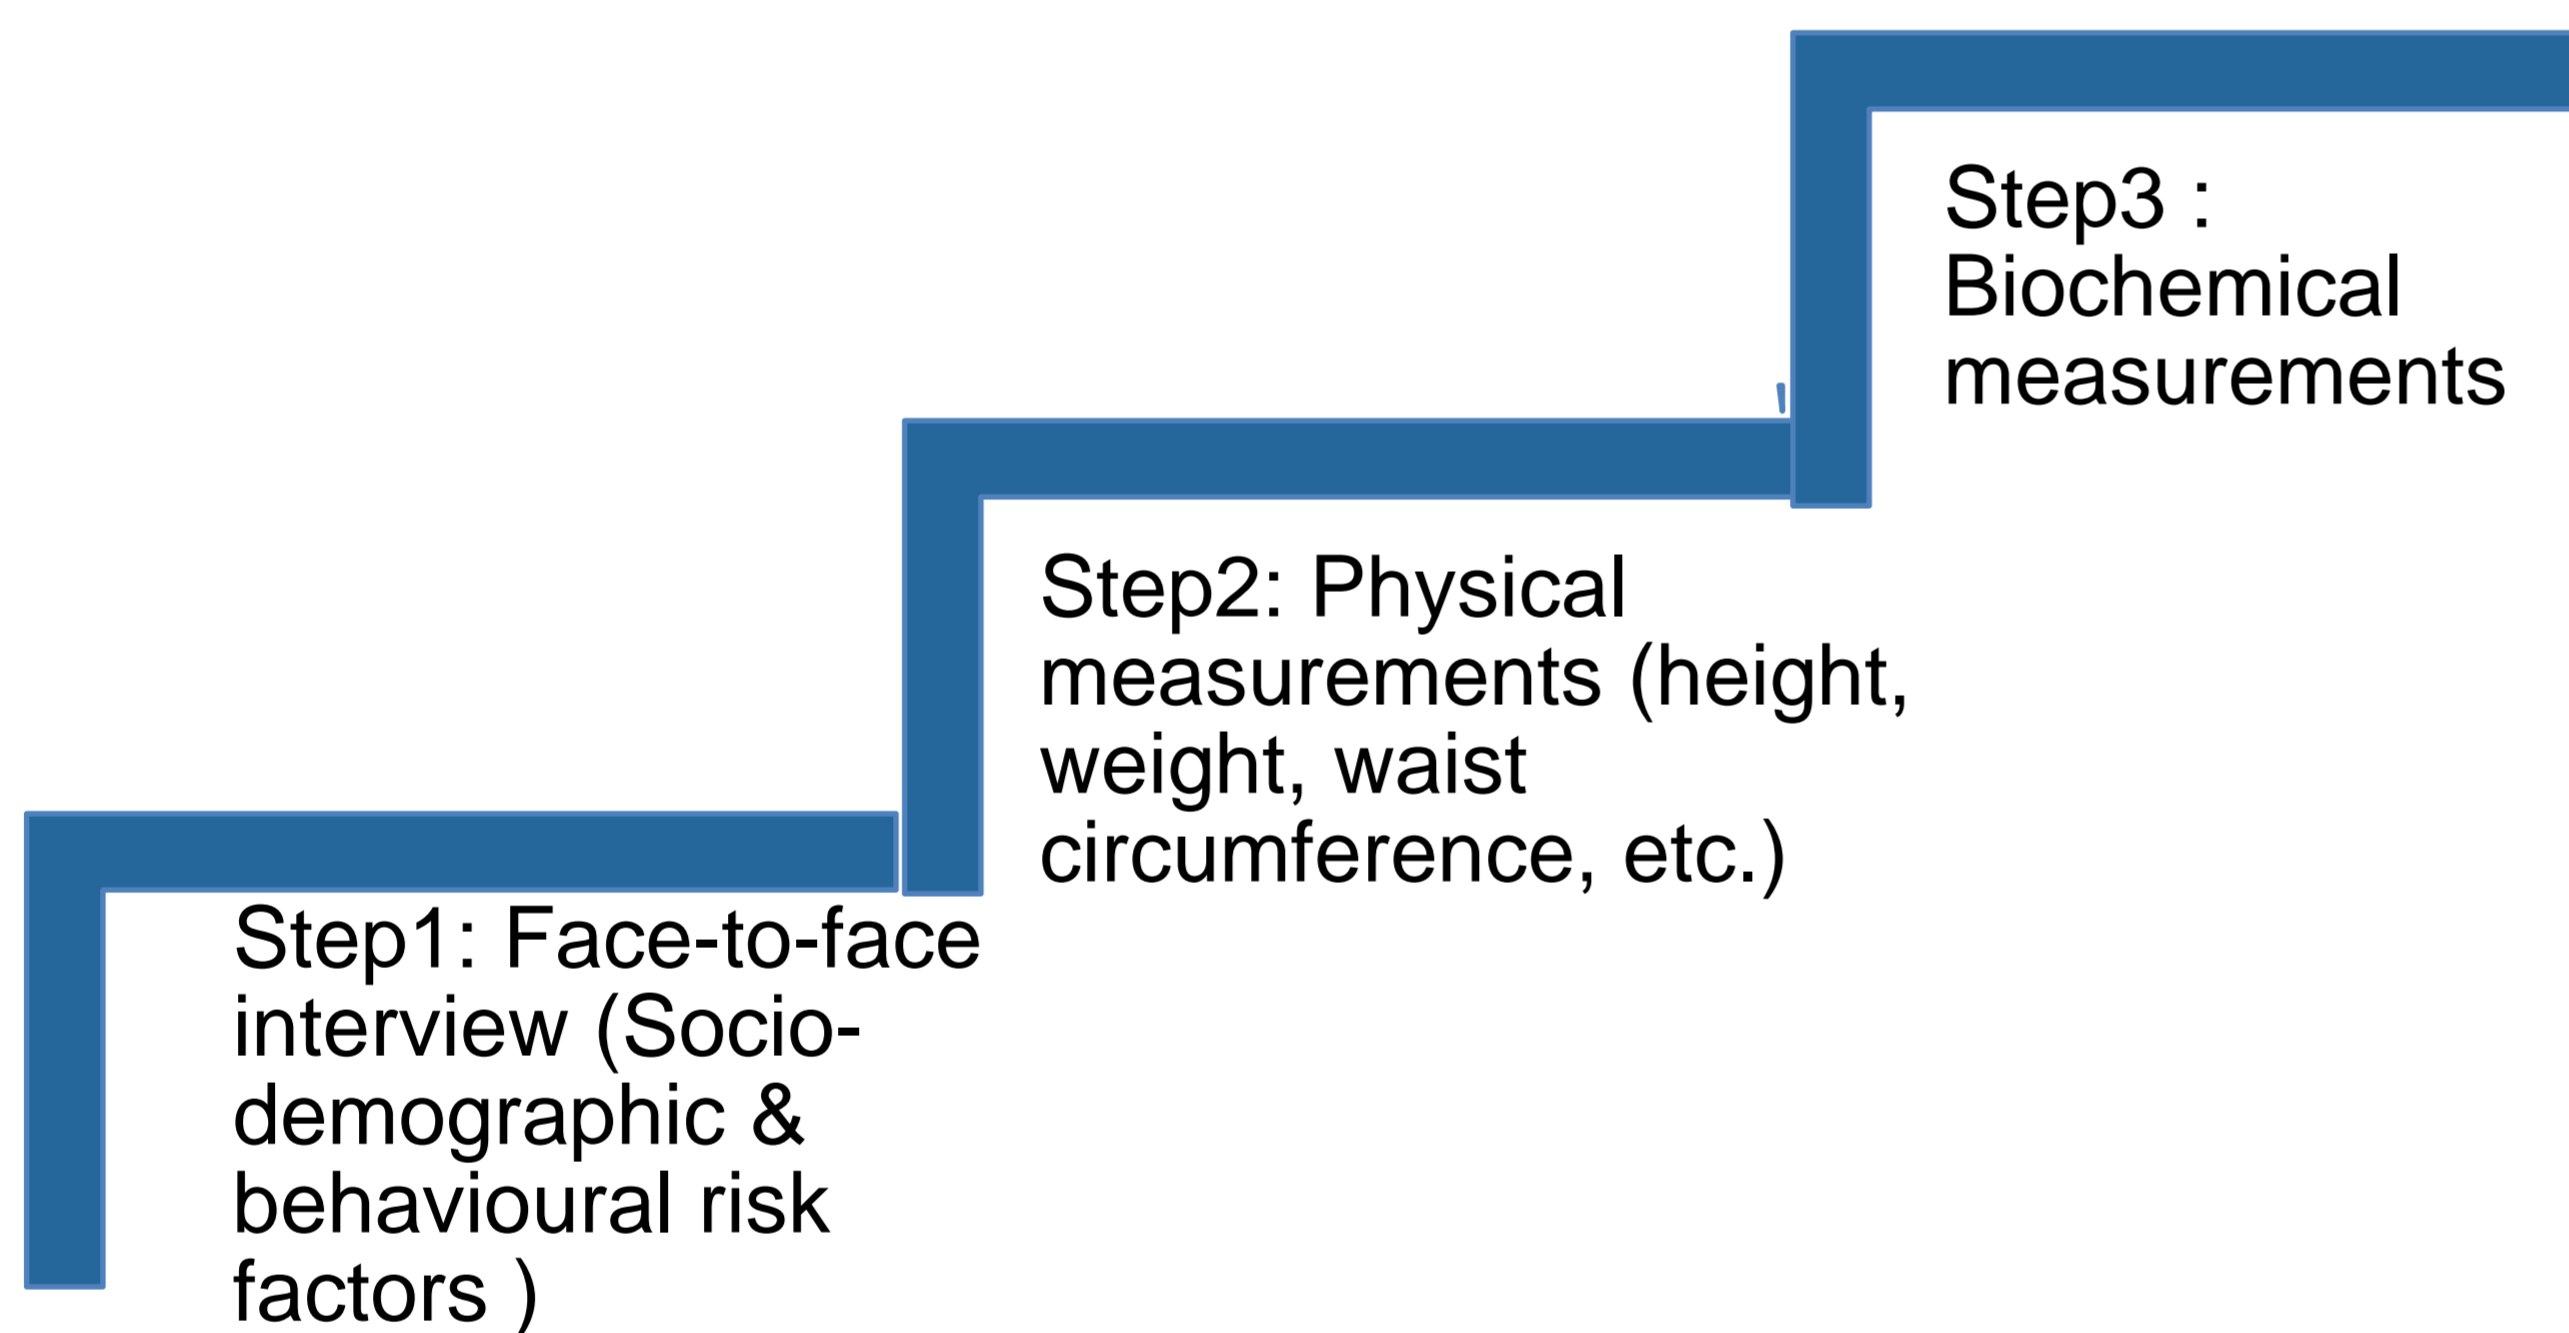 Step1: Face-to-face
interview (Socio-
demographic &
behavioural risk
factors )
Step2: Physical
measurements (height,
weight, waist
circumference, etc.)
Step3 :
Biochemical
measurements